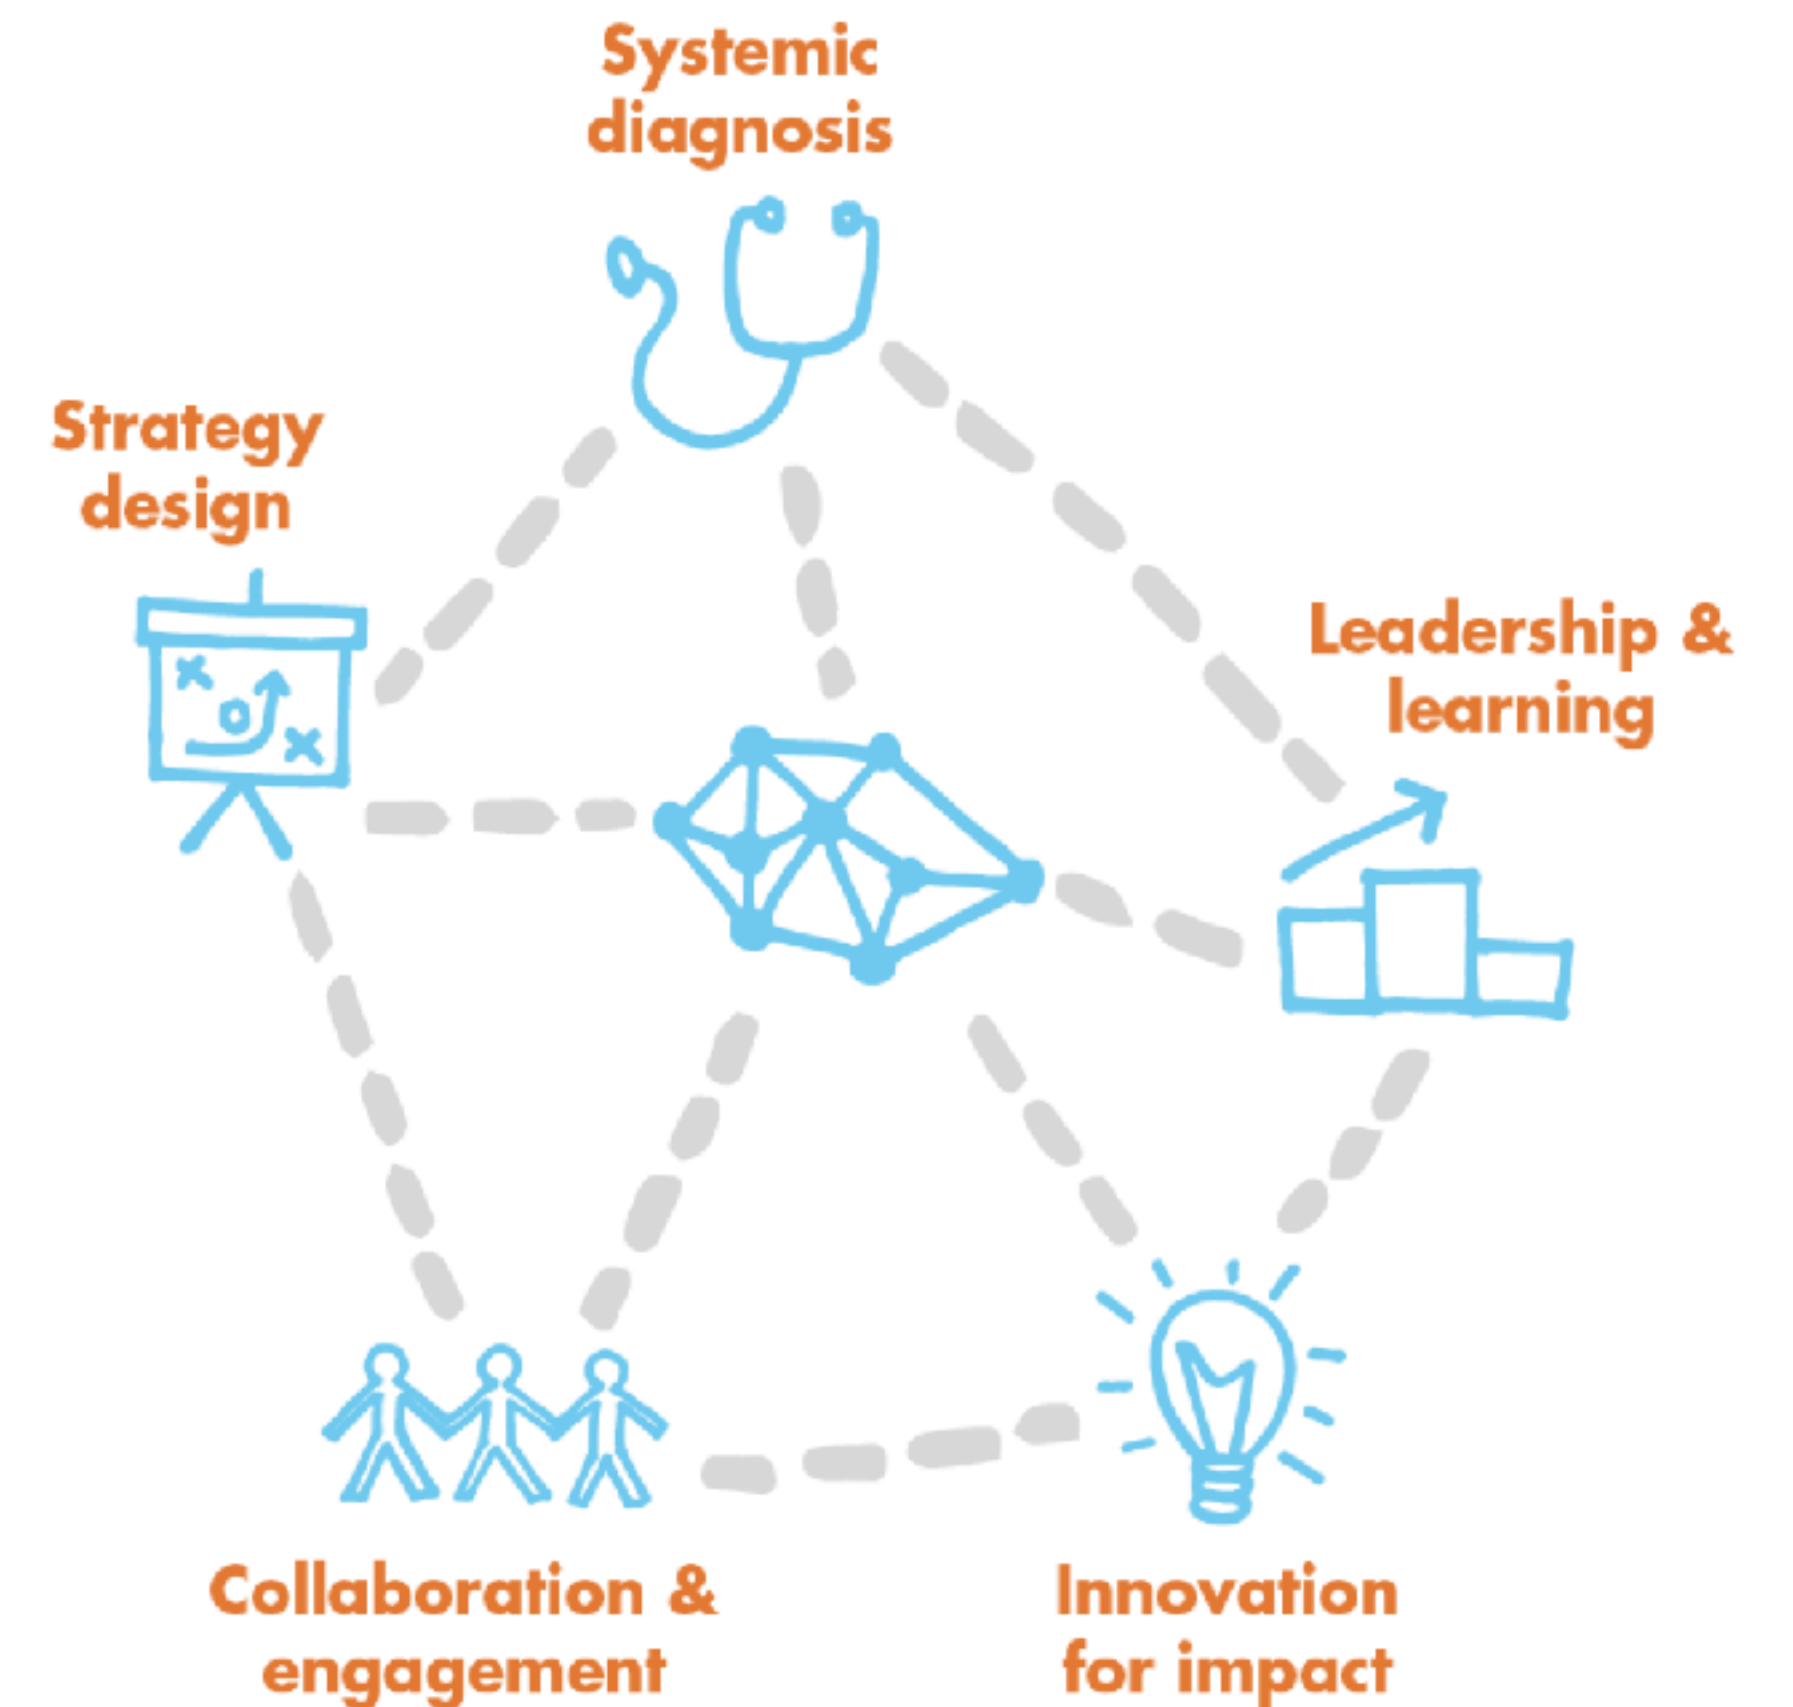 Systemic
diagnosis
Strategy
design
Leadership &
learning
Collaboration &
engagement
Innovation
for impact